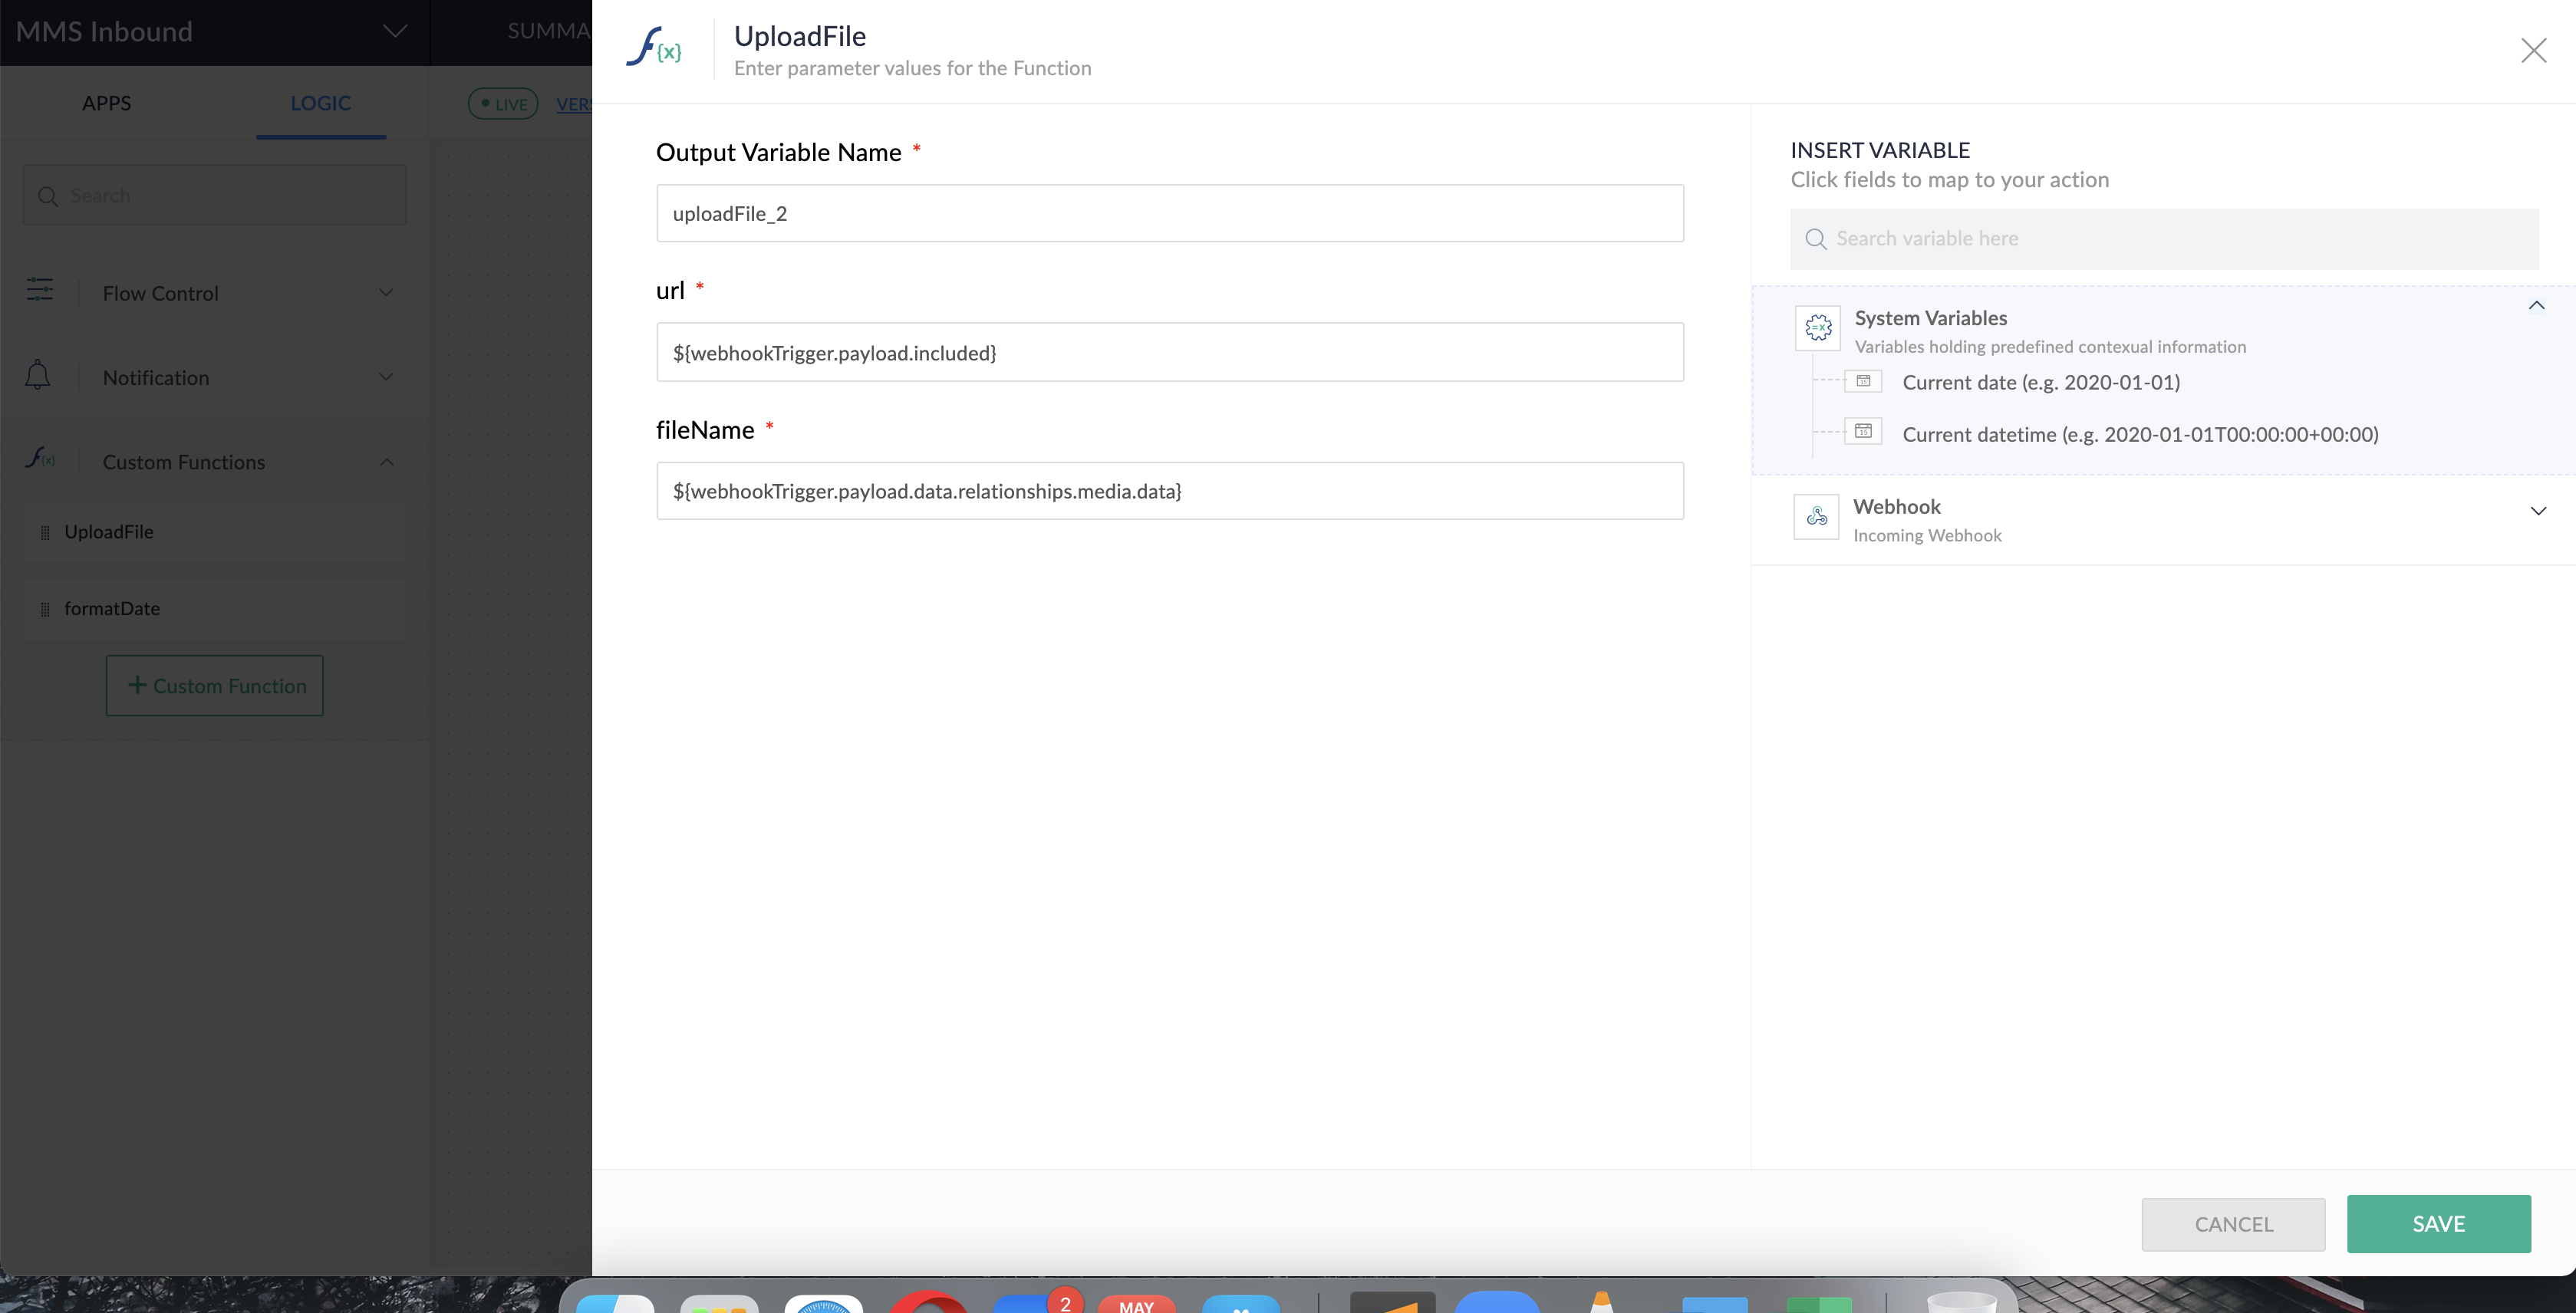 MMS Inbound
SUMMA
APPS
LOGIC
LIVE
VERS
Search
Flow Control
Notification
Custom Functions
UploadFile
formatDate
+ Custom Function
f{x}
UploadFile
Enter parameter values for the Function
Output Variable Name *
uploadFile_2
url *
${webhookTrigger.payload.included}
fileName *
${webhookTrigger.payload.data.relationships.media.data}
INSERT VARIABLE
Click fields to map to your action
Search variable here
System Variables
Variables holding predefined contexual information
Current date (e.g. 2020-01-01)
Current datetime (e.g. 2020-01-01T00:00:00+00:00)
Webhook
Incoming Webhook
CANCEL
SAVE
2
MAY